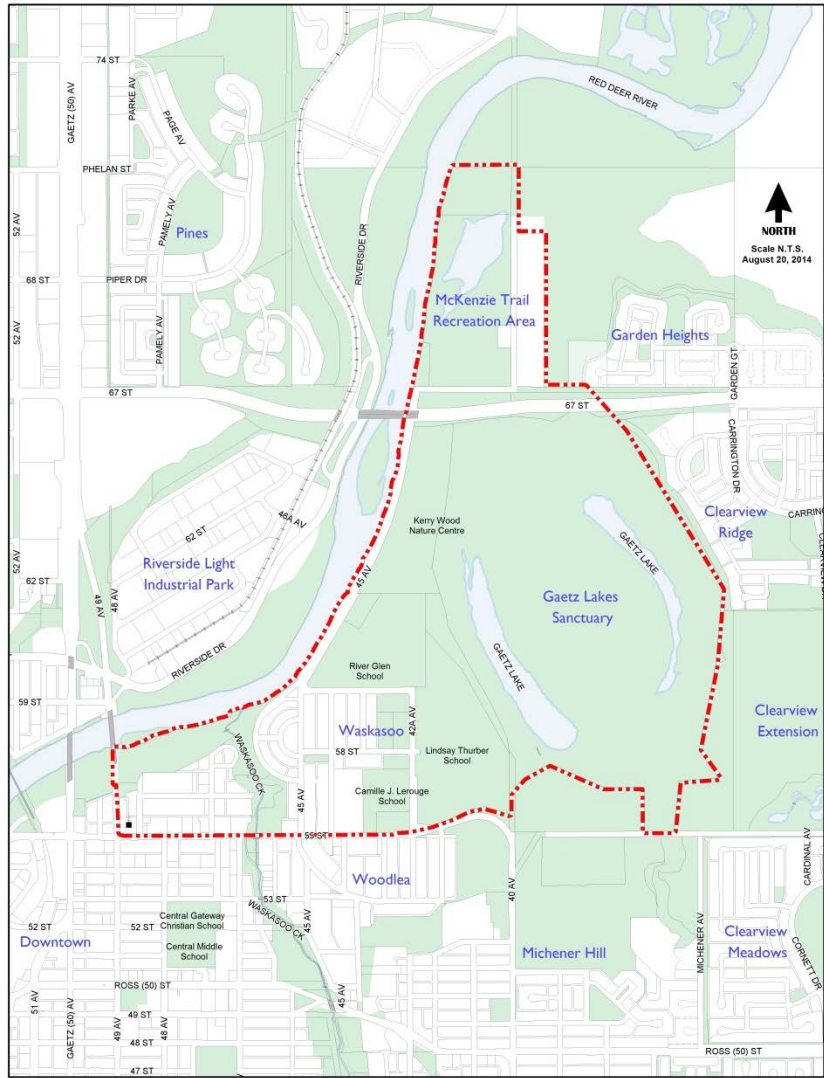 74 ST
GAETZ (50) AV
PARKE AV
PAGE AV
RED DEER RIVER
PHELAN ST
52 AV
PAMELY AV
Pines
RIVERSIDE DR
NORTH
Scale N.T.S.
August 20, 2014
68 ST
PIPER DR
McKenzie Trail
Recreation Area
Garden Heights
52 AV
PAMELY AV
GARDEN GT
67 ST
67 ST
CARRINGTON DR
46A AV
Kerry Wood
Nature Centre
Clearview
Ridge
CARRING
62 ST
GAETZ LAKE
52 AV
Riverside Light
Industrial Park
62 ST
45 AV
Gaetz Lakes
Sanctuary
49 AV
48 AV
GAETZ LAKE
RIVERSIDE DR
River Glen
School
59 ST
Waskasoo
42A AV
Clearview
Extension
WASKASOO CK
58 ST
Lindsay Thurber
School
45 AV
Camille J. Lerouge
School
55 ST
CARDINAL AV
Woodlea
53 ST
40 AV
WASKASOO CK
45 AV
Central Gateway
Christian School
52 ST
52 ST
Downtown
Central Middle
School
Michener Hill
MICHENER AV
Clearview
Meadows
CORNETT DR
ROSS (50) ST
51 AV
GAETZ (50) AV
49 AV
49 ST
48 AV
45 AV
48 ST
47 ST
ROSS (50) ST